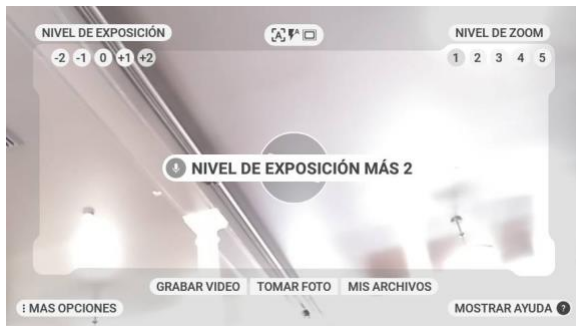 NIVEL DE EXPOSICIÓN
-2 -1 0 +1 +2
A A
NIVEL DE ZOOM
1 2 3 4 5
NIVEL DE EXPOSICIÓN MÁS 2
GRABAR VIDEO TOMAR FOTO MIS ARCHIVOS
MAS OPCIONES
MOSTRAR AYUDA ?